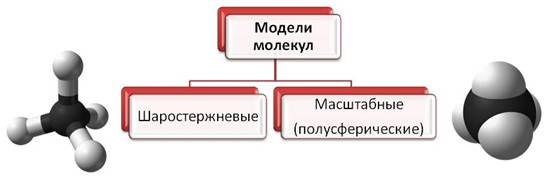 Модели
молекул
Шаростержневые
Масштабные
(полусферические)